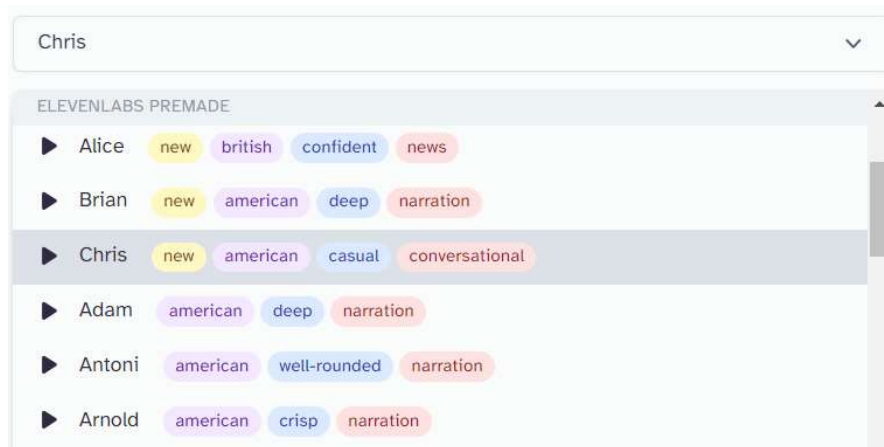 Chris
ELEVENLABS PREMADE
Alice new british confident news
Brian new american deep narration
Chris new american casual conversational
Adam american deep narration
Antoni american well-rounded narration
Arnold american crisp narration